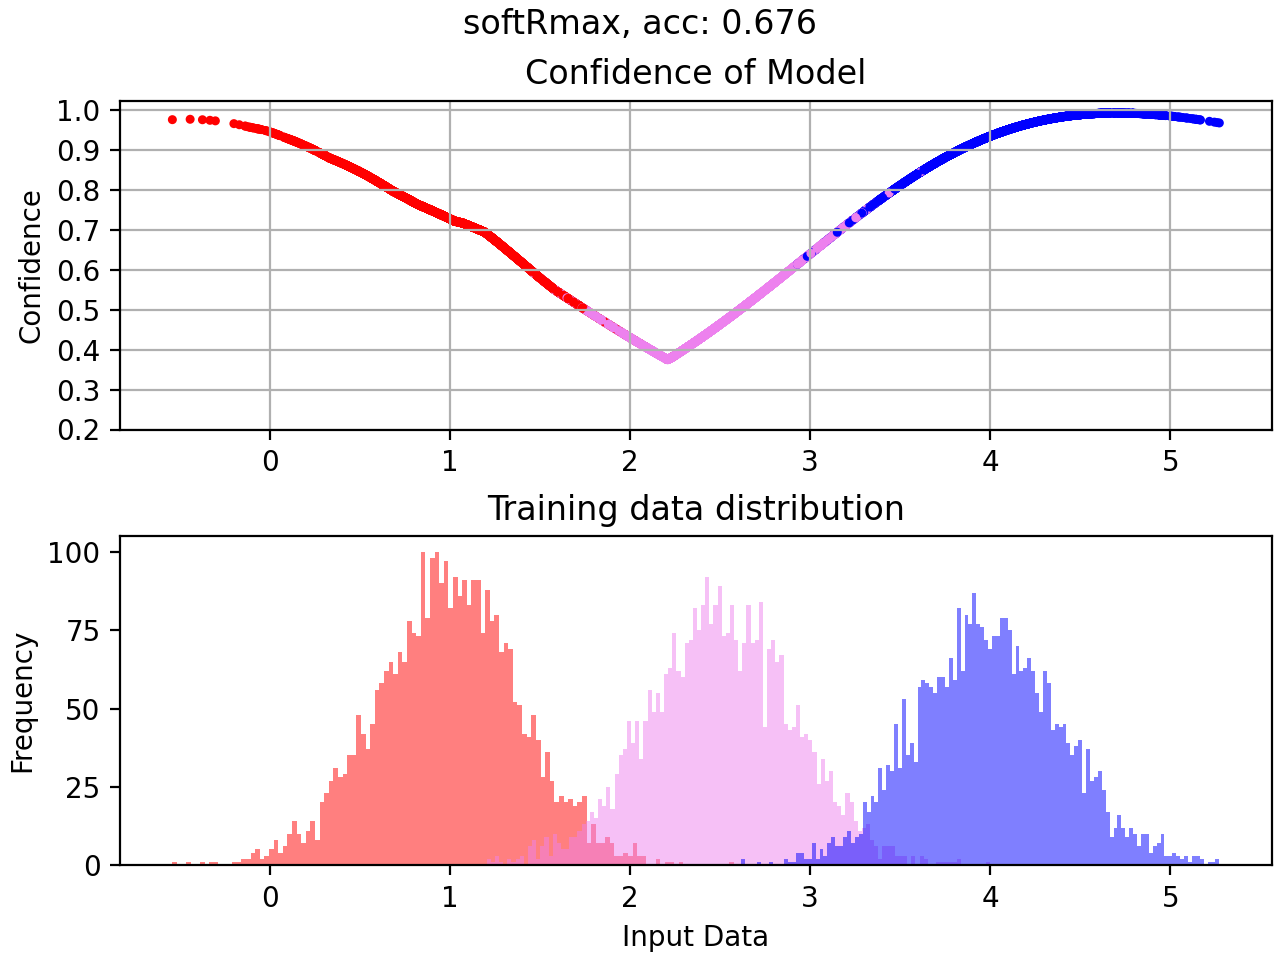 softRmax, acc: 0.676
Confidence of Model
Confidence
1.0
0.9
0.8
0.7
0.6
0.5
0.4
0.3
0.2
0 1 2 3 4 5
Training data distribution
Frequency
100
75
50
25
0
0 1 2 3 4 5
Input Data